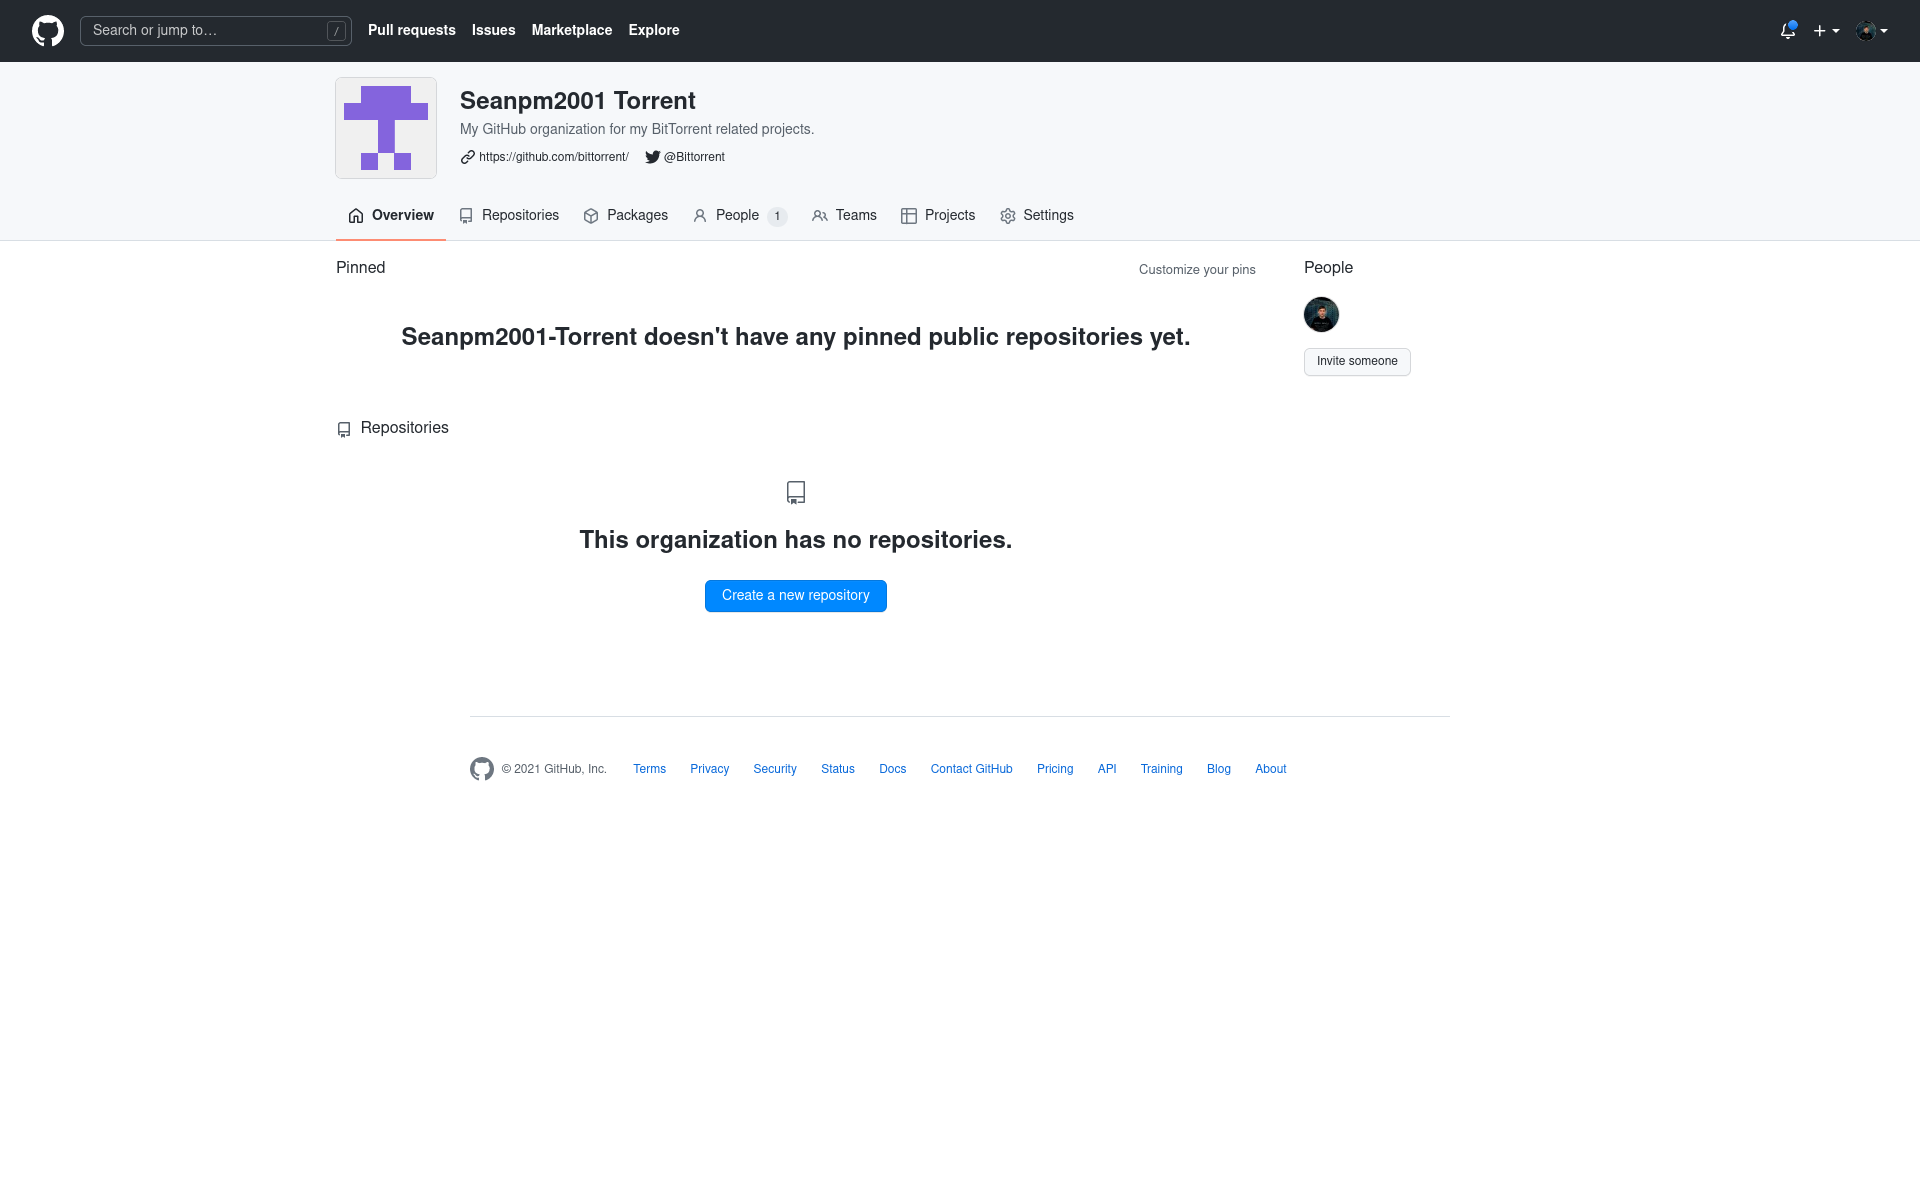 Search or jump to… /
Pull requests Issues Marketplace Explore
Seanpm2001 Torrent
My GitHub organization for my BitTorrent related projects.
https://github.com/bittorrent/ @Bittorrent
Overview Repositories Packages People 1 Teams Projects Settings
Pinned
Customize your pins
Seanpm2001-Torrent doesn't have any pinned public repositories yet.
People
Invite someone
Repositories
This organization has no repositories.
Create a new repository
© 2021 GitHub, Inc. Terms Privacy Security Status Docs Contact GitHub Pricing API Training Blog About